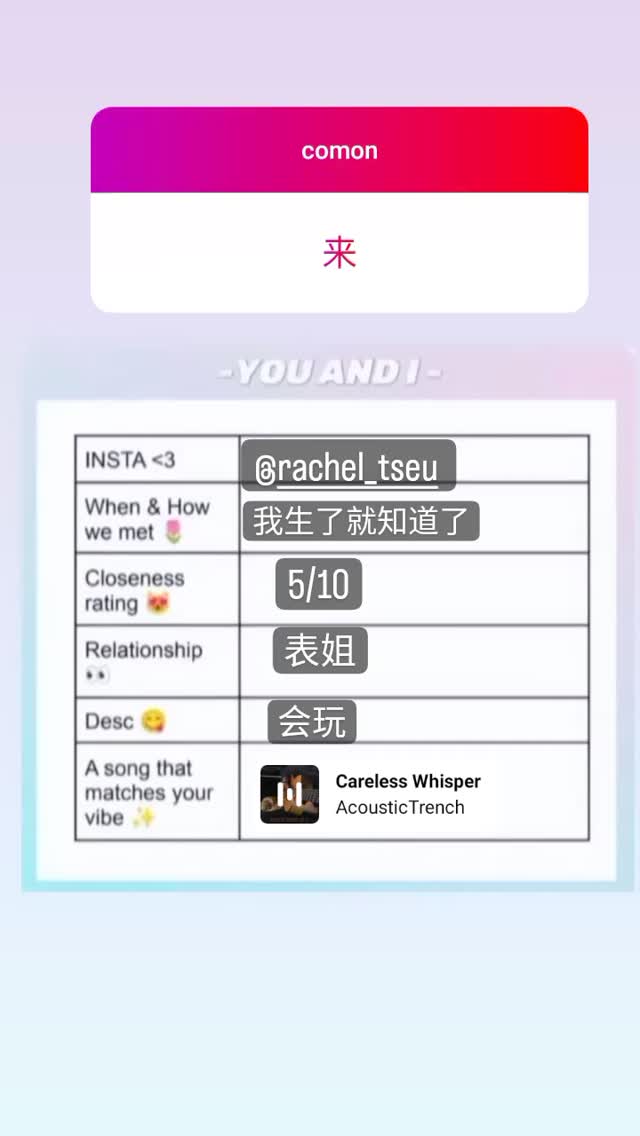 comon
来
-YOU AND I-
INSTA <3
@rachel_tseu
When & How
we met 🌷
我生了就知道了
Closeness
rating 😻
5/10
Relationship
👀
表姐
Desc 😋
会玩
A song that
matches your
vibe ✨
Careless Whisper
AcousticTrench